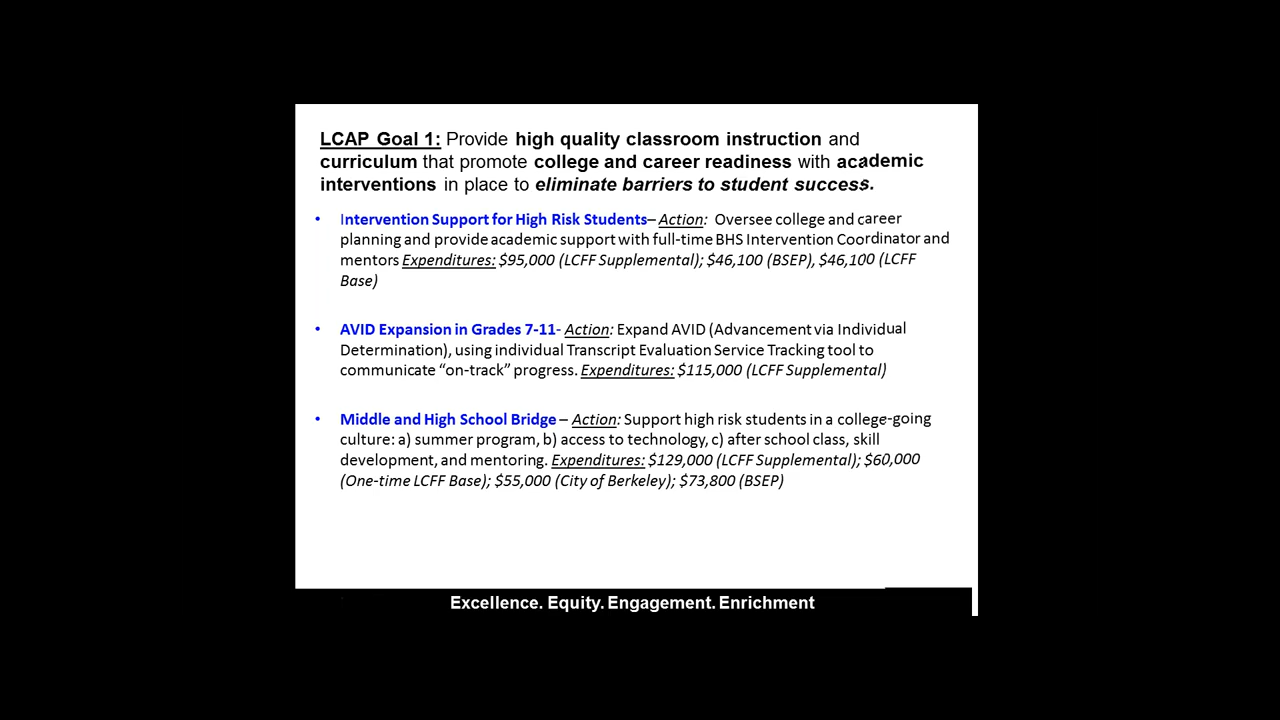 LCAP Goal 1: Provide high quality classroom instruction and
curriculum that promote college and career readiness with academic
interventions in place to eliminate barriers to student success.
• Intervention Support for High Risk Students– Action: Oversee college and career
planning and provide academic support with full-time BHS Intervention Coordinator and
mentors Expenditures: $95,000 (LCFF Supplemental); $46,100 (BSEP), $46,100 (LCFF
Base)
• AVID Expansion in Grades 7-11- Action: Expand AVID (Advancement via Individual
Determination), using individual Transcript Evaluation Service Tracking tool to
communicate “on-track” progress. Expenditures: $115,000 (LCFF Supplemental)
• Middle and High School Bridge – Action: Support high risk students in a college-going
culture: a) summer program, b) access to technology, c) after school class, skill
development, and mentoring. Expenditures: $129,000 (LCFF Supplemental); $60,000
(One-time LCFF Base); $55,000 (City of Berkeley); $73,800 (BSEP)
Excellence. Equity. Engagement. Enrichment